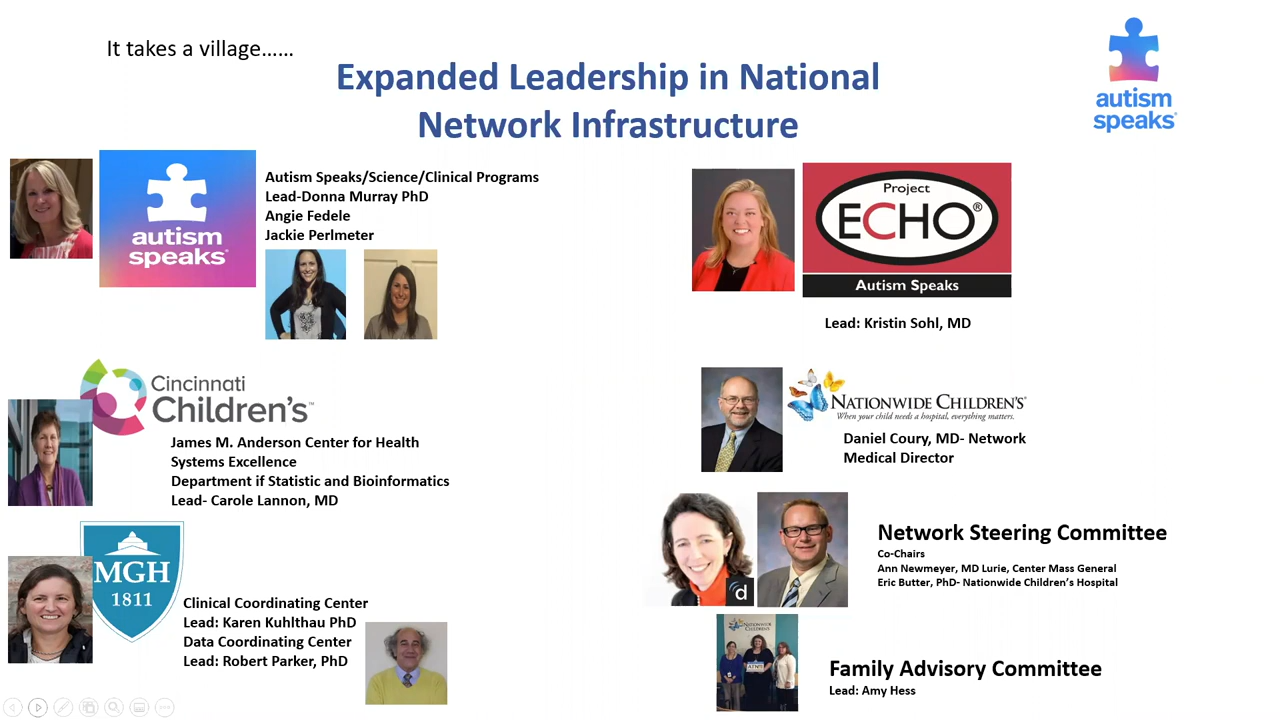 It takes a village......
Expanded Leadership in National
Network Infrastructure
autism
speaks
autism
speaks
Autism Speaks/Science/Clinical Programs
Lead-Donna Murray PhD
Angie Fedele
Jackie Perlmeter
Project
ECHO®
Autism Speaks
Lead: Kristin Sohl, MD
Cincinnati
Children's™
James M. Anderson Center for Health
Systems Excellence
Department if Statistic and Bioinformatics
Lead- Carole Lannon, MD
NATIONWIDE CHILDREN'S®
When your child needs a hospital, everything matters.
Daniel Coury, MD- Network
Medical Director
MGH
1811
Clinical Coordinating Center
Lead: Karen Kuhlthau PhD
Data Coordinating Center
Lead: Robert Parker, PhD
d
Network Steering Committee
Co-Chairs
Ann Newmeyer, MD Lurie, Center Mass General
Eric Butter, PhD- Nationwide Children's Hospital
NATIONWIDE
CHILDREN'S
Family Advisory Committee
Lead: Amy Hess